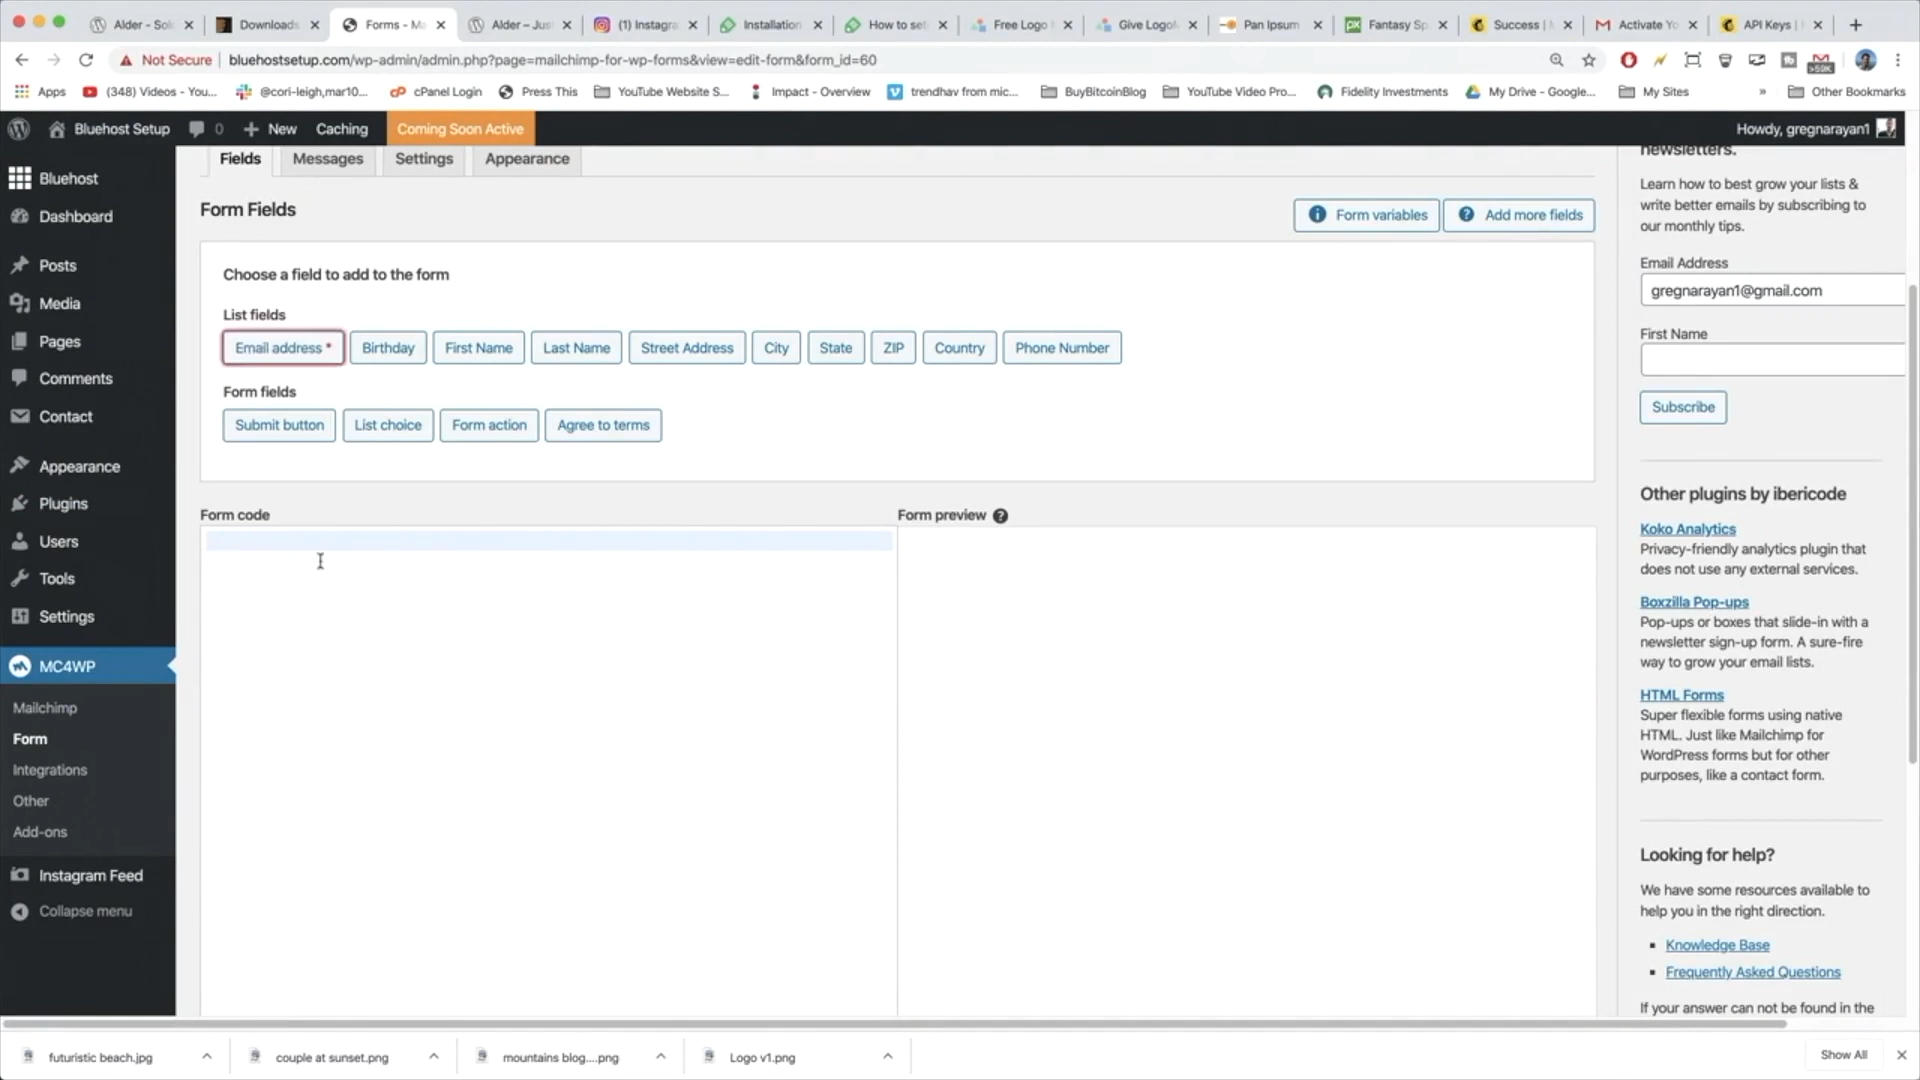 Alder - Solo
Downloads
Forms - Ma
Alder – Jus
(1) Instagra
Installation
How to set
Free Logo
Give LogoM
Pan Ipsum
Fantasy Sp
Success | M
Activate Yo
API Keys |
Not Secure
bluehostsetup.com/wp-admin/admin.php?page=mailchimp-for-wp-forms&view=edit-form&form_id=60
Apps
(348) Videos - You...
@cori-leigh,mar10...
cPanel Login
Press This
YouTube Website S...
Impact - Overview
trendhav from mic...
BuyBitcoinBlog
YouTube Video Pro...
Fidelity Investments
My Drive - Google...
My Sites
»
Other Bookmarks
Bluehost Setup
0
New
Caching
Coming Soon Active
Howdy, gregnarayan1
Bluehost
Dashboard
Posts
Media
Pages
Comments
Contact
Appearance
Plugins
Users
Tools
Settings
MC4WP
Mailchimp
Form
Integrations
Other
Add-ons
Instagram Feed
Collapse menu
Fields
Messages
Settings
Appearance
Form Fields
Form variables
Add more fields
Choose a field to add to the form
List fields
Email address *
Birthday
First Name
Last Name
Street Address
City
State
ZIP
Country
Phone Number
Form fields
Submit button
List choice
Form action
Agree to terms
Form code
Form preview
newsletters.
Learn how to best grow your lists &
write better emails by subscribing to
our monthly tips.
Email Address
gregnarayan1@gmail.com
First Name
Subscribe
Other plugins by ibericode
Koko Analytics
Privacy-friendly analytics plugin that
does not use any external services.
Boxzilla Pop-ups
Pop-ups or boxes that slide-in with a
newsletter sign-up form. A sure-fire
way to grow your email lists.
HTML Forms
Super flexible forms using native
HTML. Just like Mailchimp for
WordPress forms but for other
purposes, like a contact form.
Looking for help?
We have some resources available to
help you in the right direction.
Knowledge Base
Frequently Asked Questions
If your answer can not be found in the
futuristic beach.jpg
couple at sunset.png
mountains blog....png
Logo v1.png
Show All